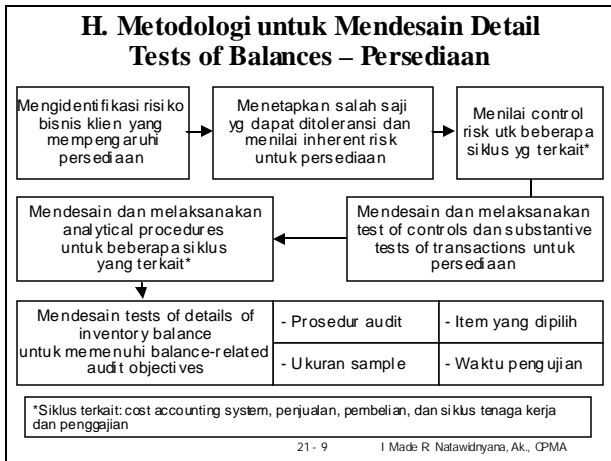 H. Metodologi untuk Mendesain Detail
Tests of Balances – Persediaan
Mengidentifikasi risiko
bisnis klien yang
mempengaruhi
persediaan
Menetapkan salah saji
yg dapat ditoleransi dan
menilai inherent risk
untuk persediaan
Menilai control
risk utk beberapa
siklus yg terkait*
Mendesain dan melaksanakan
analytical procedures
untuk beberapa siklus
yang terkait*
Mendesain dan melaksanakan
test of controls dan substantive
tests of transactions untuk
persediaan
Mendesain tests of details of
inventory balance
untuk memenuhi balance-related
audit objectives
- Prosedur audit
- Item yang dipilih
- Ukuran sample
- Waktu pengujian
*Siklus terkait: cost accounting system, penjualan, pembelian, dan siklus tenaga kerja
dan penggajian
21 - 9 I Made R. Natawidnyana, Ak., CPMA